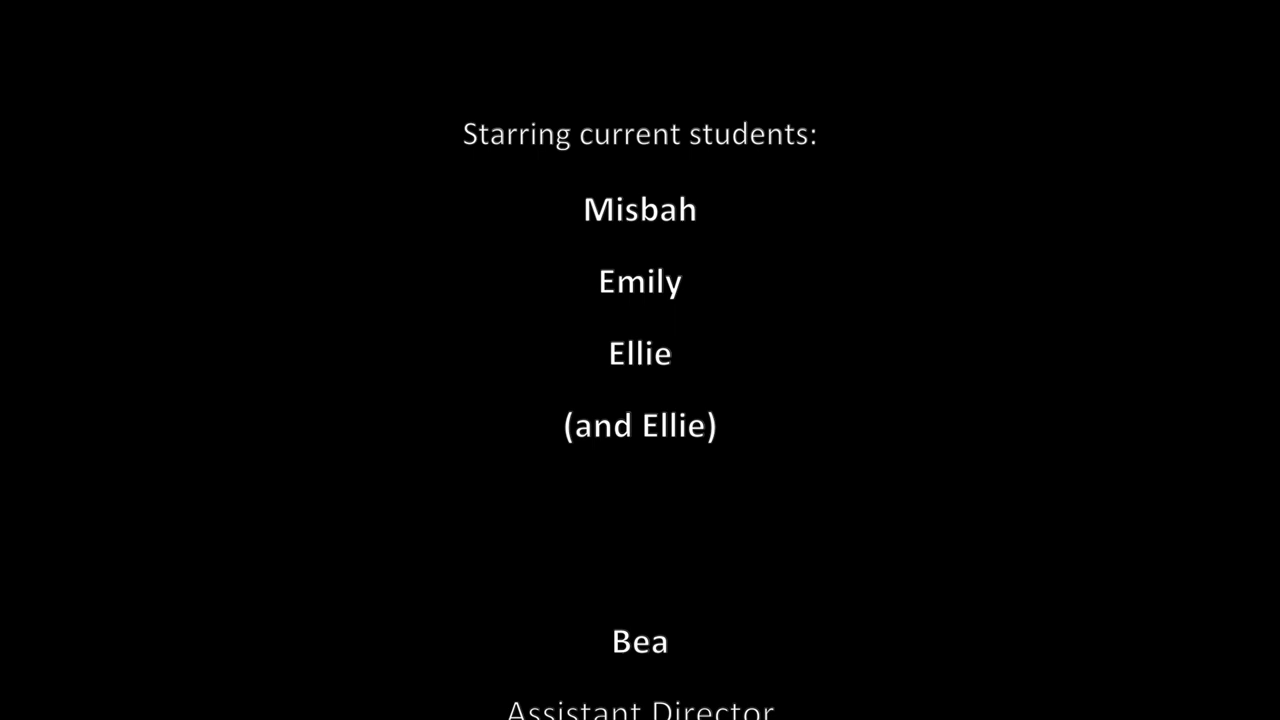 Starring current students:
Misbah
Emily
Ellie
(and Ellie)
Bea
Assistant Director